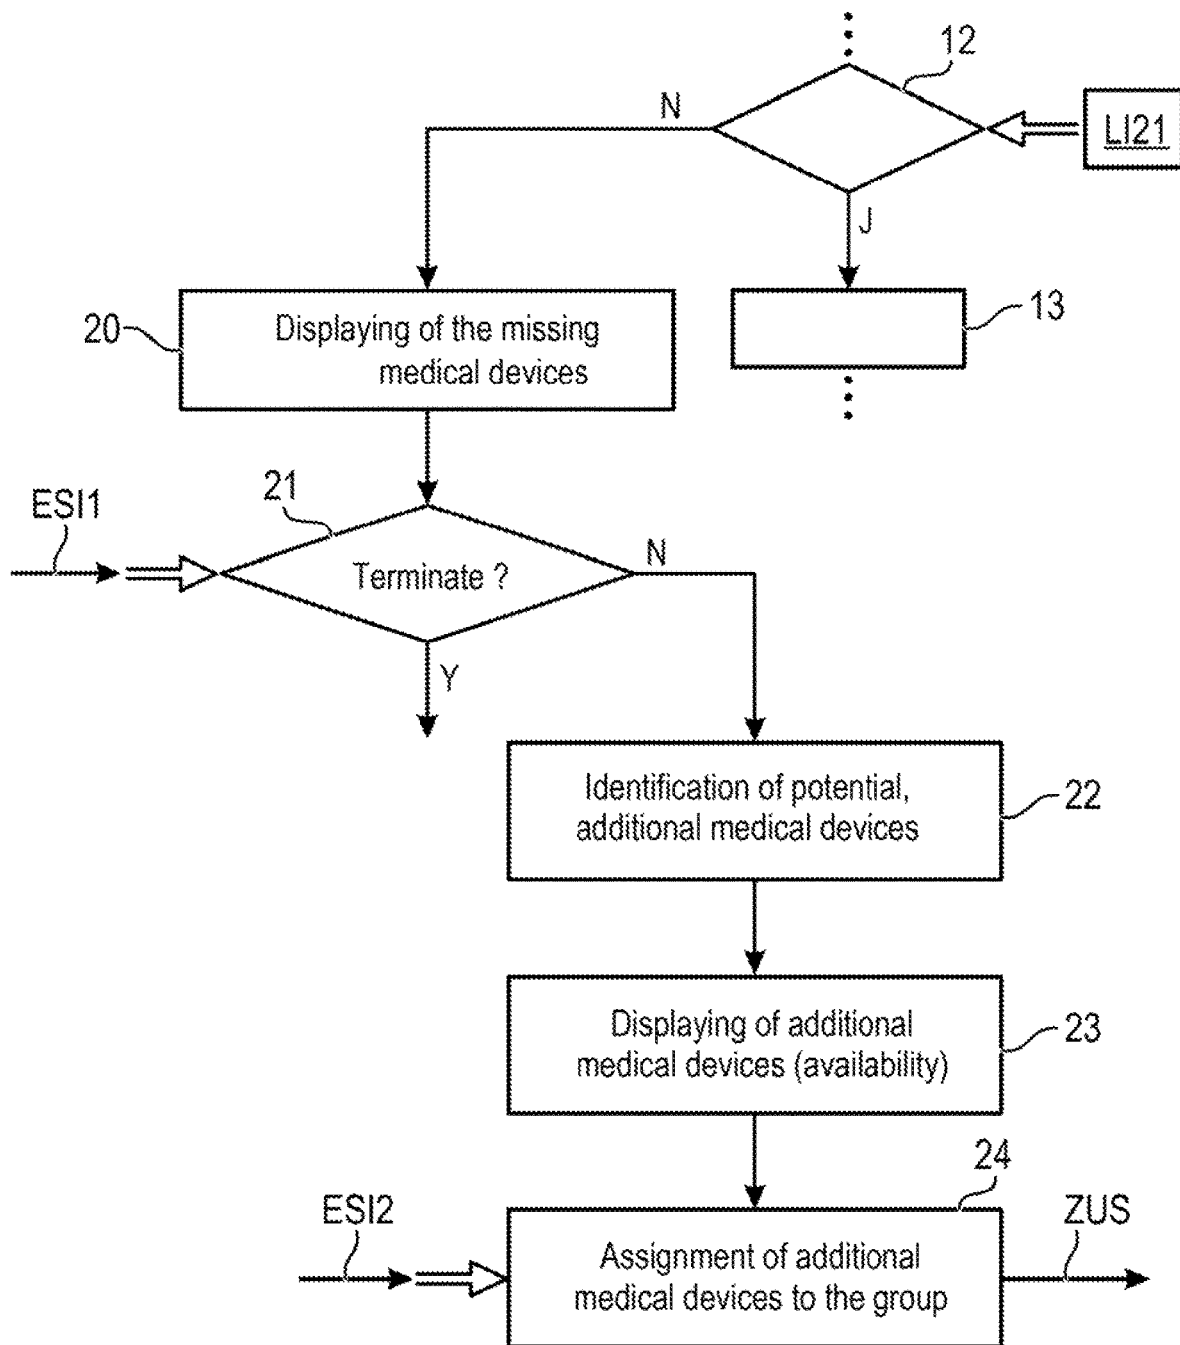 12
N
LI21
J
13
20
Displaying of the missing
medical devices
ESI1
21
Terminate ?
N
Y
Identification of potential,
additional medical devices
22
Displaying of additional
medical devices (availability)
23
24
ESI2
Assignment of additional
medical devices to the group
ZUS